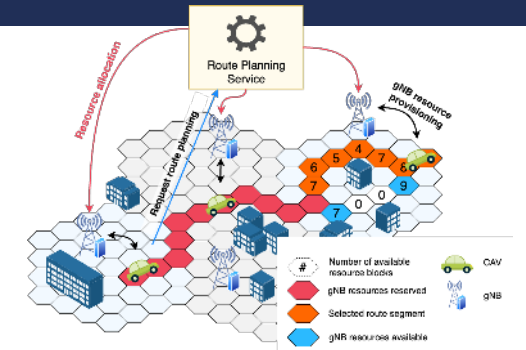 Route Planning
Service
Resource allocation
Request route planning
gNB resource
provisioning
5
4
7
6
6
7
9
0
0
7
#
Number of available
resource blocks
gNB resources reserved
Selected route segment
gNB resources available
CAV
gNB